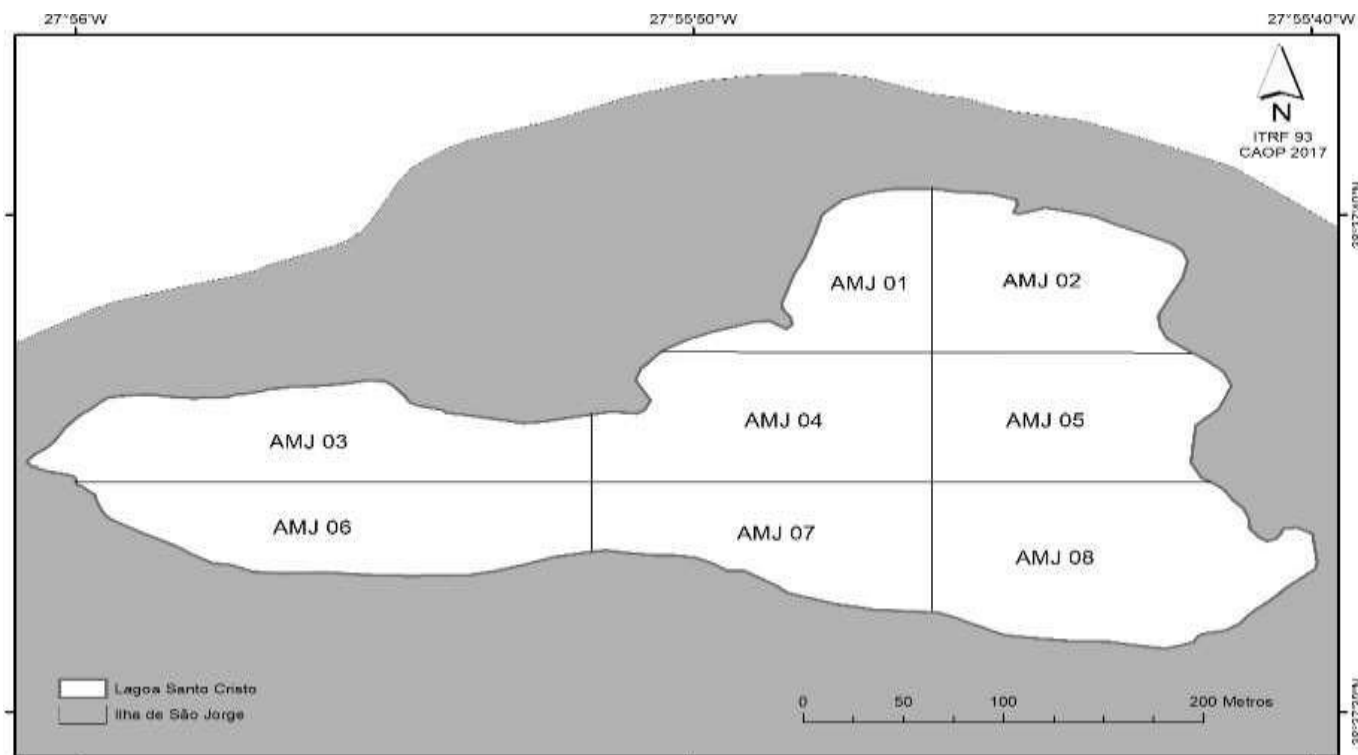 27°56'W 27°55'50"W 27°55'40"W
N
ITRF 93
CAOP 2017
AMJ 01 AMJ 02
AMJ 03 AMJ 04 AMJ 05
AMJ 06 AMJ 07 AMJ 08
Lagoa Santo Cristo
Ilha de São Jorge
0 50 100 200 Metros